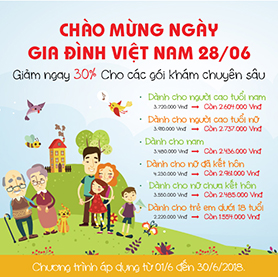 CHÀO MỪNG NGÀY
GIA ĐÌNH VIỆT NAM 28/06
Giảm ngay 30% Cho các gói khám chuyên sâu
Dành cho người cao tuổi nam
3.720.000 Vnđ → Còn 2.604.000 Vnđ
Dành cho người cao tuổi nữ
3.910.000 Vnđ → Còn 2.737.000 Vnđ
Dành cho nam
3.480.000 Vnđ → Còn 2.436.000 Vnđ
Dành cho nữ đã kết hôn
→ Còn 2.961.000 Vnđ
Dành cho nữ chưa kết hôn
3.550.000 Vnđ → Còn 2.485.000 Vnđ
Dành cho trẻ em dưới 18 tuổi
2.220.000 Vnđ → Còn 1.554.000 Vnđ
Chương trình áp dụng từ 01/6 đến 30/6/2018.